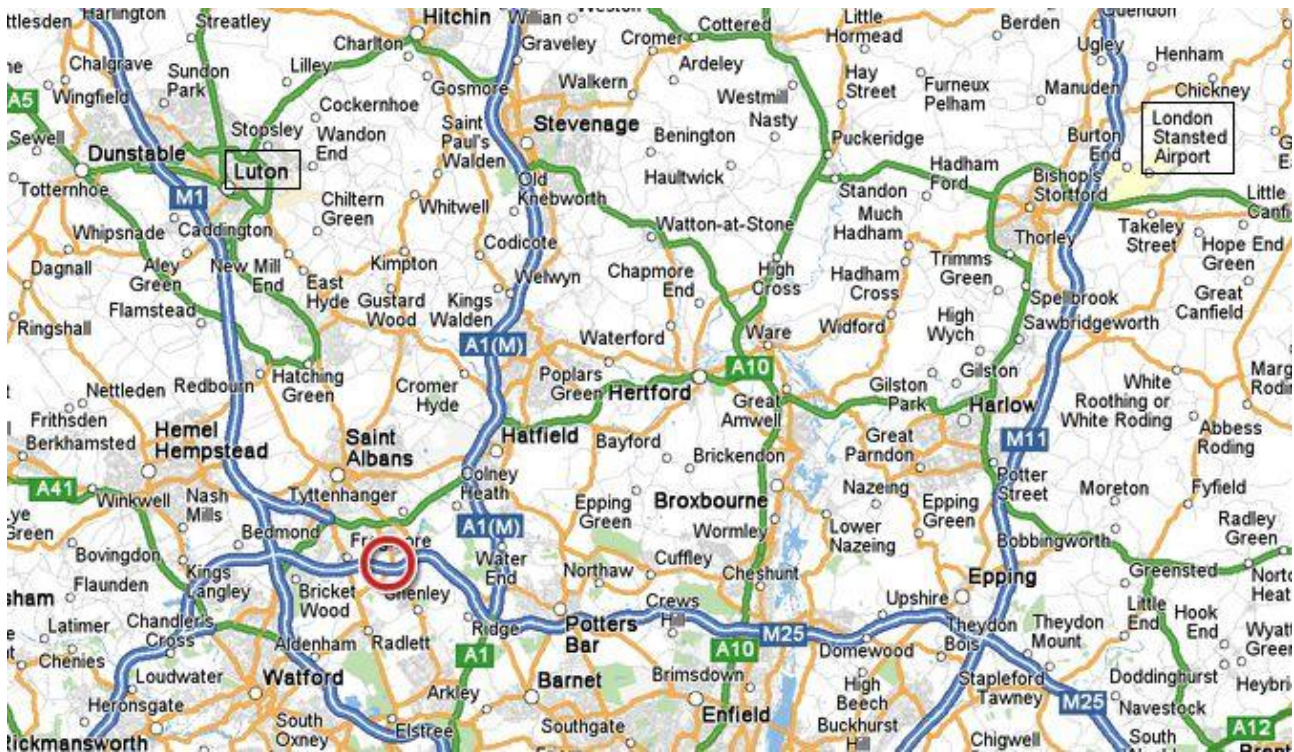 Harlington
Streatley
Hitchin
Willian
Weston
Cottered
Little
Hormead
Berden
Quendon
Ugley
Charlton
Graveley
Cromer
Henham
Chalgrave
Sundon
Park
Lilley
Gosmore
Walkern
Ardeley
Hay
Street
Furneux
Pelham
Manuden
Chickney
A5
Wingfield
Cockernhoe
Westmill
London
Stansted
Airport
Sewell
Stopsley
Wandon
End
Saint
Paul's
Walden
Stevenage
Nasty
Benington
Puckeridge
Burton
End
Dunstable
Luton
Haultwick
Hadham
Ford
Bishop's
Stortford
Totternhoe
M1
Chiltern
Green
Whitwell
Old
Knebworth
Standon
Little
Much
Hadham
Takeley
Street
Whipsnade
Caddington
Watton-at-Stone
Thorley
Hope End
Green
Dagnall
Aley
Green
New Mill
End
East
Hyde
Kimpton
Codicote
Welwyn
Chapmore
End
High
Cross
Hadham
Cross
Trimms
Green
Flamstead
Gustard
Wood
Kings
Walden
Spellbrook
Great
Canfield
Ringshall
Waterford
Ware
Widford
High
Wych
Sawbridgeworth
A1(M)
A10
Nettleden
Redbourn
Hatching
Green
Cromer
Hyde
Poplars
Green
Hertford
Gilston
Park
Gilston
White
Roothing or
White Roding
Frithsden
Berkhamsted
Hemel
Hempstead
Saint
Albans
Hatfield
Bayford
Great
Amwell
Harlow
Abbess
Roding
Great
Parndon
M11
Brickendon
A41
Winkwell
Nash
Mills
Tyttenhanger
Colney
Heath
Epping
Green
Broxbourne
Nazeing
Epping
Green
Potter
Street
Moreton
Fyfield
Green
Bedmond
A1(M)
Wormley
Lower
Nazeing
Radley
Green
Bovingdon
Water
End
Cuffley
Bobbingworth
Flaunden
Kings
Langley
Bricket
Wood
Shenley
Northaw
Cheshunt
Epping
Greensted
Latimer
Chandler's
Cross
Crews
Hill
Upshire
Little
End
Hook
End
Aldenham
Radlett
Ridge
Potters
Bar
M25
Theydon
Bois
Theydon
Mount
Chenies
A1
A10
Domewood
Loudwater
Watford
Arkley
Barnet
Brimsdown
High
Beech
Stapleford
Tawney
Doddinghurst
M25
Heronsgate
South
Oxney
Elstree
Southgate
Enfield
Buckhurst
Hill
Chigwell
Navestock
A12
Rickmansworth